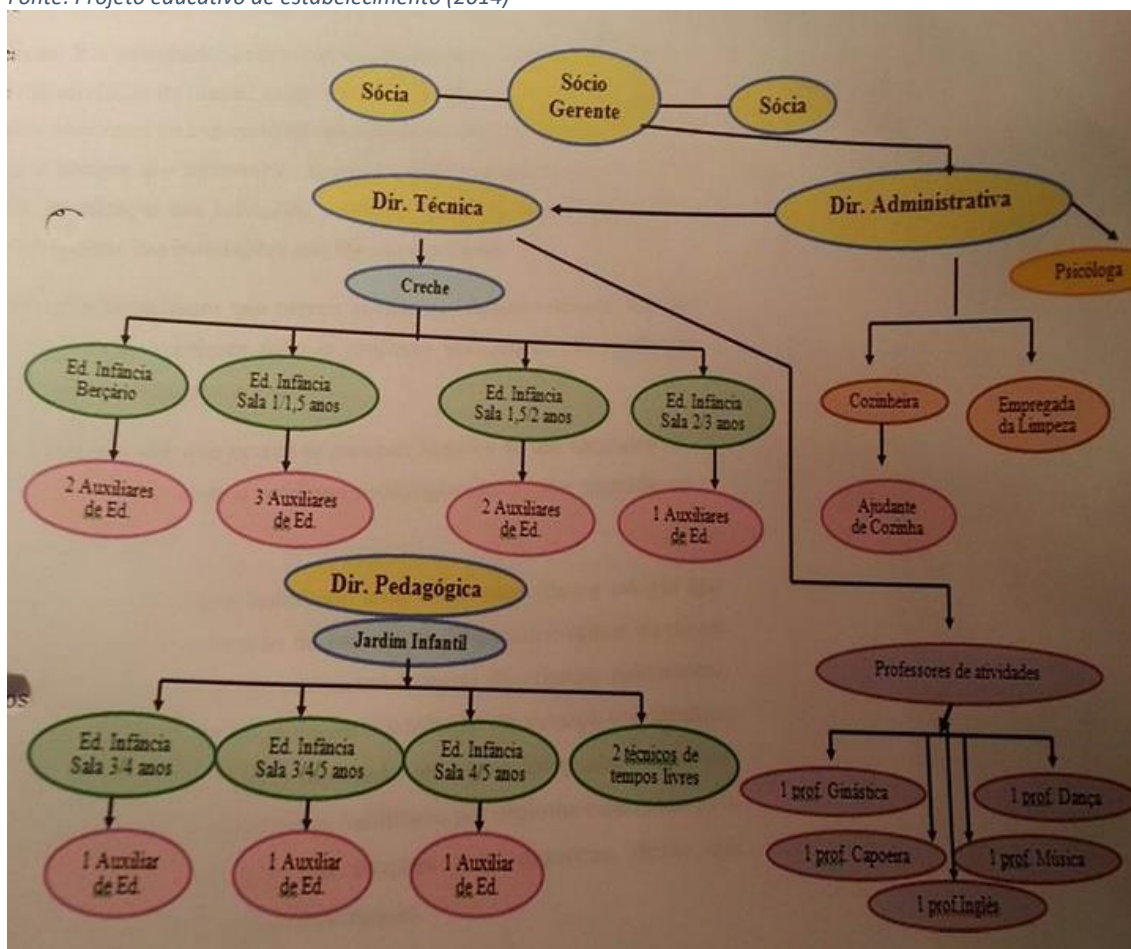 Fonte: Projeto educativo de estabelecimento (2014)
Sócia
Sócio
Gerente
Sócia
Dir. Técnica
Dir. Administrativa
Psicóloga
Creche
Ed. Infância
Berçário
Ed. Infância
Sala 1/1,5 anos
Ed. Infância
Sala 1,5/2 anos
Ed. Infância
Sala 2/3 anos
Cozinheira
Empregada
da Limpeza
2 Auxiliares
de Ed.
3 Auxiliares
de Ed.
2 Auxiliares
de Ed.
1 Auxiliares
de Ed.
Ajudante
de Cozinha
Dir. Pedagógica
Jardim Infantil
Professores de atividades
Ed. Infância
Sala 3/4 anos
Ed. Infância
Sala 3/4/5 anos
Ed. Infância
Sala 4/5 anos
2 técnicos de
tempos livres
1 prof. Ginástica
1 prof. Dança
1 Auxiliar
de Ed.
1 Auxiliar
de Ed.
1 Auxiliar
de Ed.
1 prof. Capoeira
1 prof. Música
1 prof.Inglês